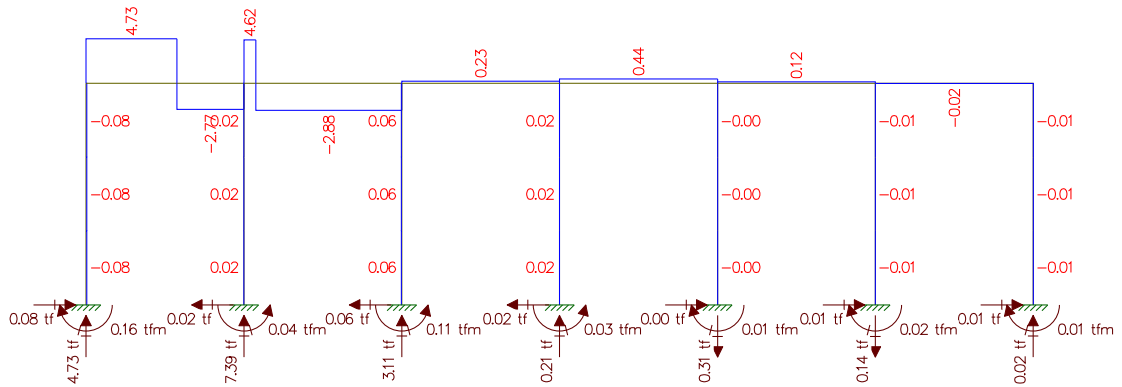 4.73
4.62
0.23
0.44
0.12
-0.08
-2.77
0.02
-2.88
0.06
0.02
-0.00
-0.01
-0.02
-0.01
-0.08
0.02
0.06
0.02
-0.00
-0.01
-0.01
-0.08
0.02
0.06
0.02
-0.00
-0.01
-0.01
0.08 tf
0.16 tfm
0.02 tf
0.04 tfm
0.06 tf
0.11 tfm
0.02 tf
0.03 tfm
0.00 tf
0.01 tfm
0.01 tf
0.02 tfm
0.01 tf
0.01 tfm
4.73 tf
7.39 tf
3.11 tf
0.21 tf
0.31 tf
0.14 tf
0.02 tf